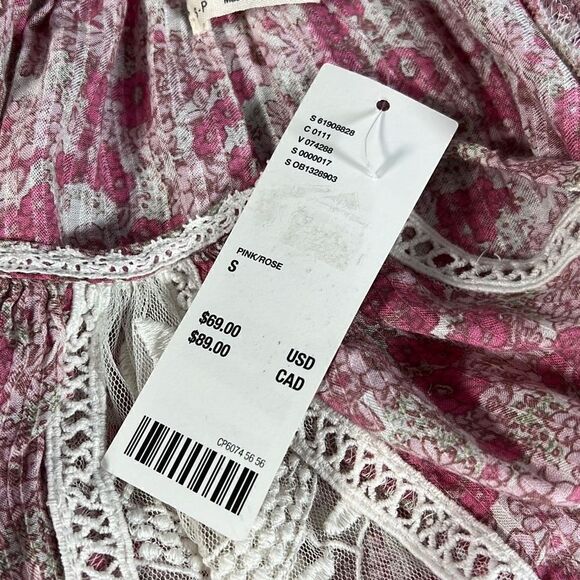 P
S 61908828
C 0111
V 074288
S 0000017
S OB1328903
PINK/ROSE
S
$69.00 USD
$89.00 CAD
CP6074 56 56